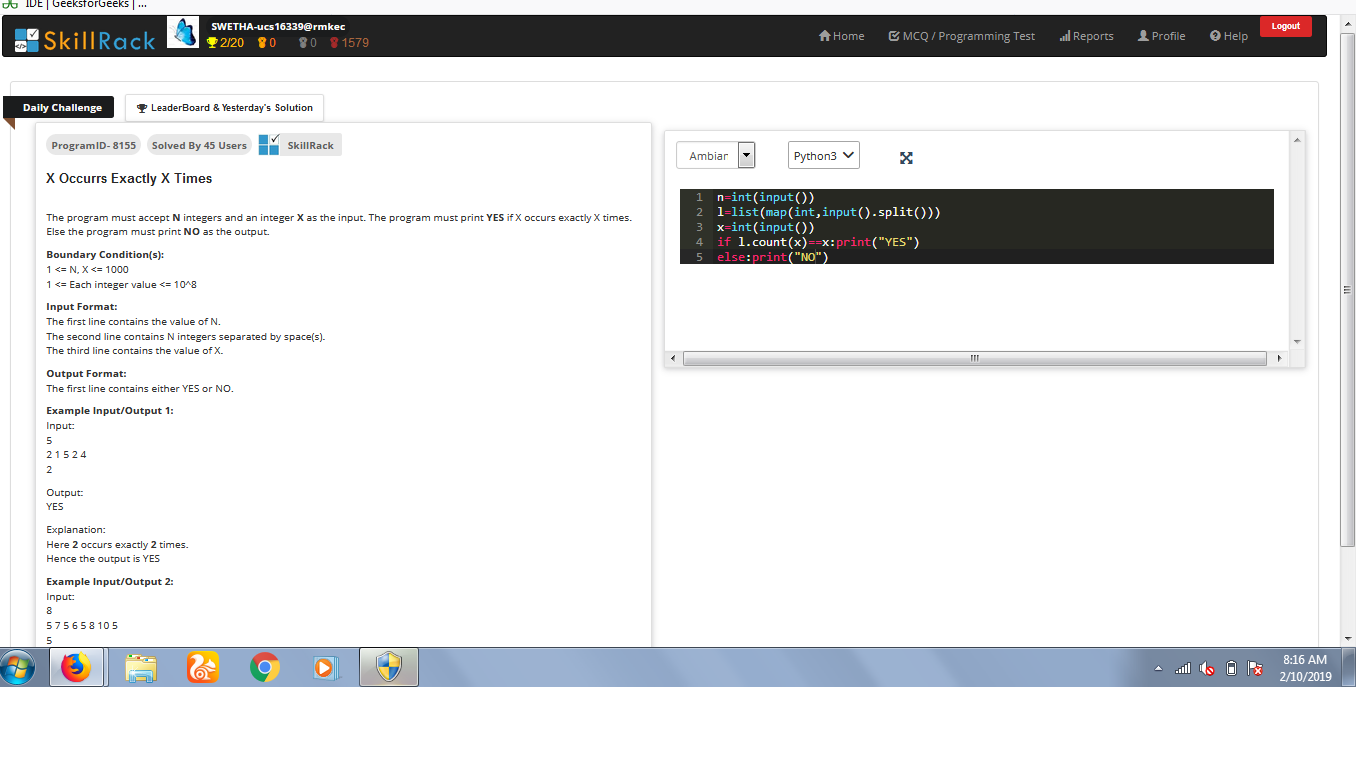 IDE | GeeksforGeeks | ...
SkillRack
SWETHA-ucs16339@rmkec
2/20 0 0 1579
Home MCQ / Programming Test Reports Profile Help Logout
Daily Challenge LeaderBoard & Yesterday's Solution
ProgramID- 8155 Solved By 45 Users SkillRack
X Occurrs Exactly X Times
The program must accept N integers and an integer X as the input. The program must print YES if X occurs exactly X times.
Else the program must print NO as the output.
Boundary Condition(s):
1 <= N, X <= 1000
1 <= Each integer value <= 10^8
Input Format:
The first line contains the value of N.
The second line contains N integers separated by space(s).
The third line contains the value of X.
Output Format:
The first line contains either YES or NO.
Example Input/Output 1:
Input:
5
2 1 5 2 4
2
Output:
YES
Explanation:
Here 2 occurs exactly 2 times.
Hence the output is YES
Example Input/Output 2:
Input:
8
5 7 5 6 5 8 10 5
5
Ambiar Python3
1 n=int(input())
2 l=list(map(int,input().split()))
3 x=int(input())
4 if l.count(x)==x:print("YES")
5 else:print("NO")
8:16 AM
2/10/2019